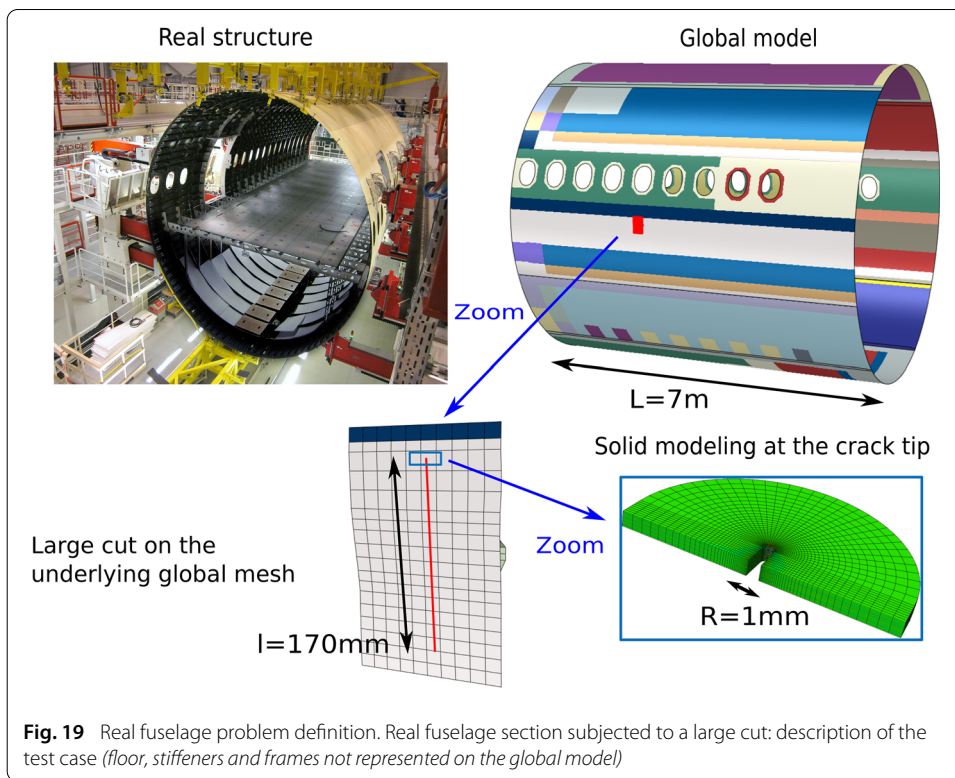 Real structure
Global model
Zoom
L=7m
Solid modeling at the crack tip
Large cut on the
underlying global mesh
Zoom
l=170mm
R=1mm
Fig. 19 Real fuselage problem definition. Real fuselage section subjected to a large cut: description of the
test case (floor, stiffeners and frames not represented on the global model)